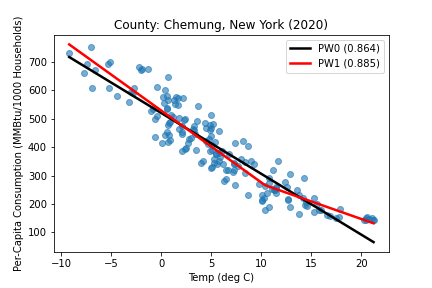 County: Chemung, New York (2020)
PW0 (0.864)
PW1 (0.885)
Per-Capita Consumption (MMBtu/1000 Households)
700
600
500
400
300
200
100
-10 -5 0 5 10 15 20
Temp (deg C)